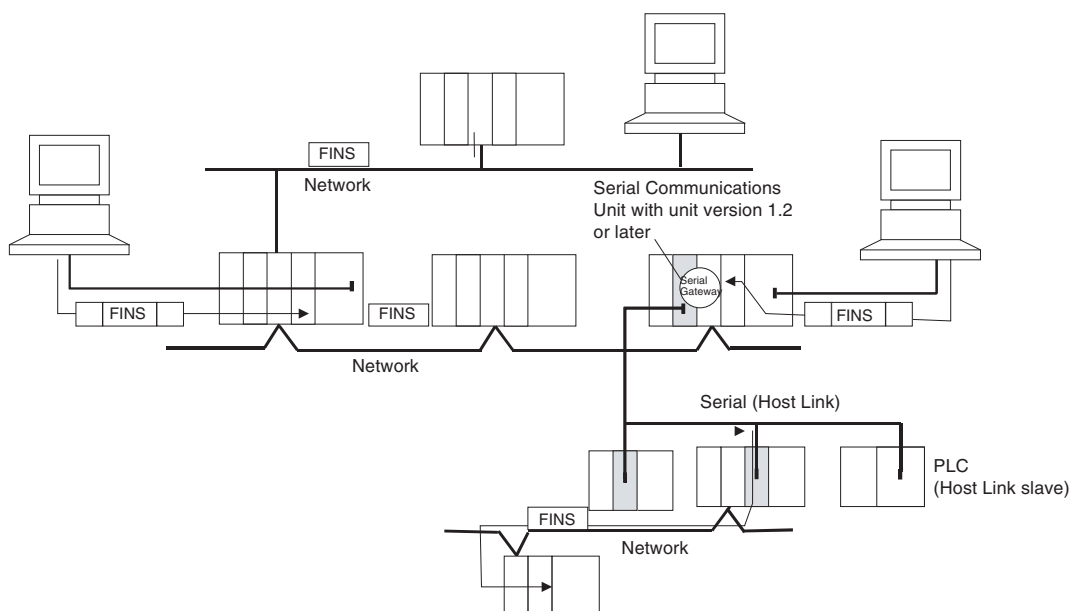 FINS
Network
Serial Communications
Unit with unit version 1.2
or later
Serial
Gateway
FINS
FINS
FINS
Network
Serial (Host Link)
PLC
(Host Link slave)
FINS
Network